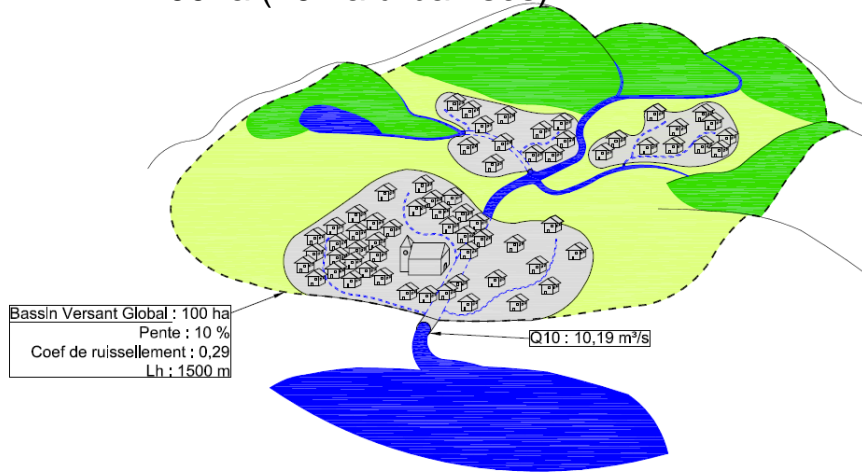 Bassin Versant Global : 100 ha
Pente : 10 %
Coef de ruissellement : 0,29
Lh : 1500 m
Q10 : 10,19 m³/s